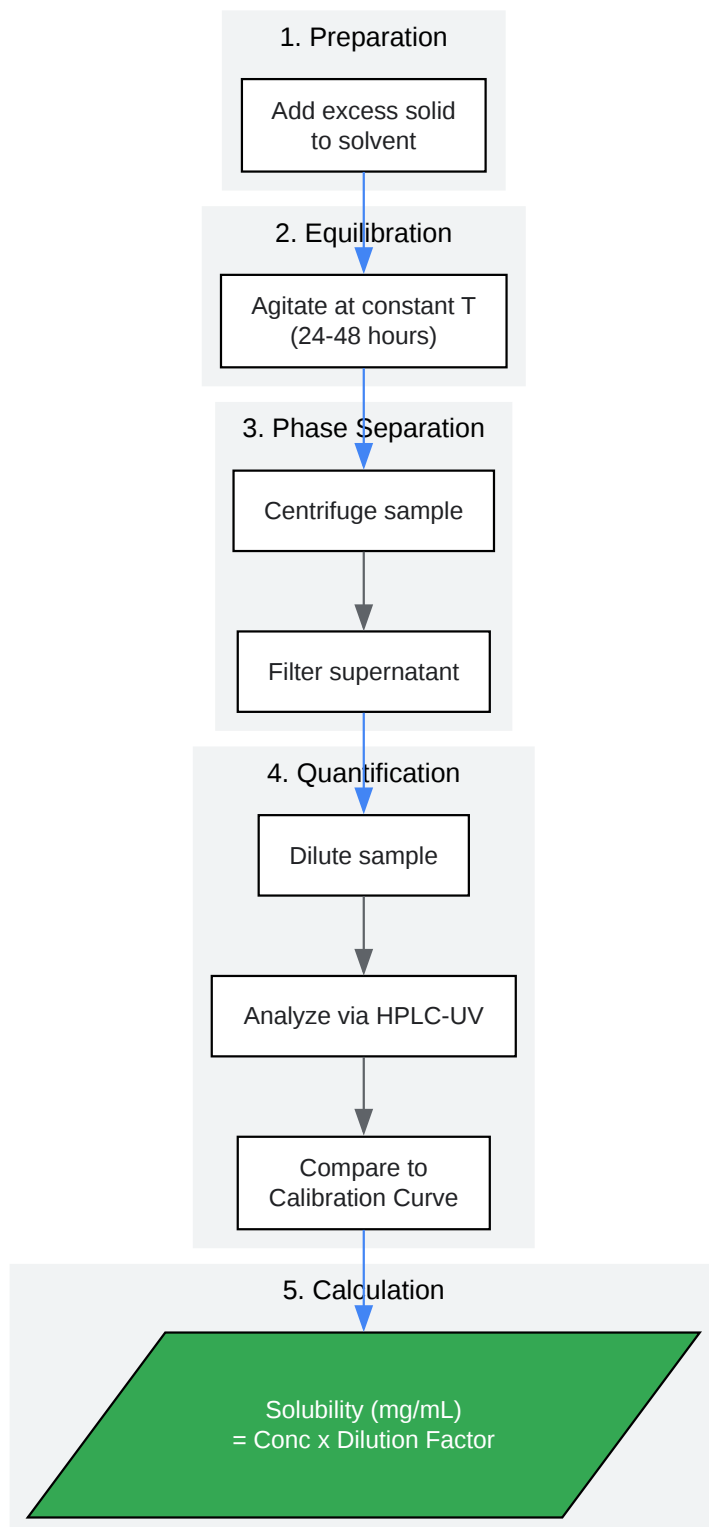 1. Preparation
Add excess solid
to solvent
2. Equilibration
Agitate at constant T
(24-48 hours)
3. Phase Separation
Centrifuge sample
Filter supernatant
4. Quantification
Dilute sample
Analyze via HPLC-UV
Compare to
Calibration Curve
5. Calculation
Solubility (mg/mL)
= Conc x Dilution Factor